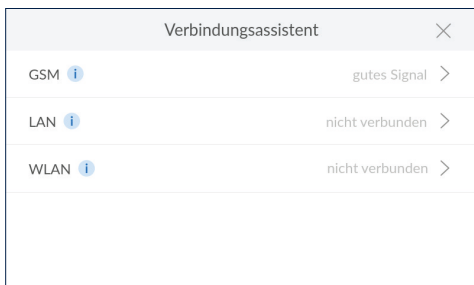 Verbindungsassistent
GSM i gutes Signal
LAN i nicht verbunden
WLAN i nicht verbunden